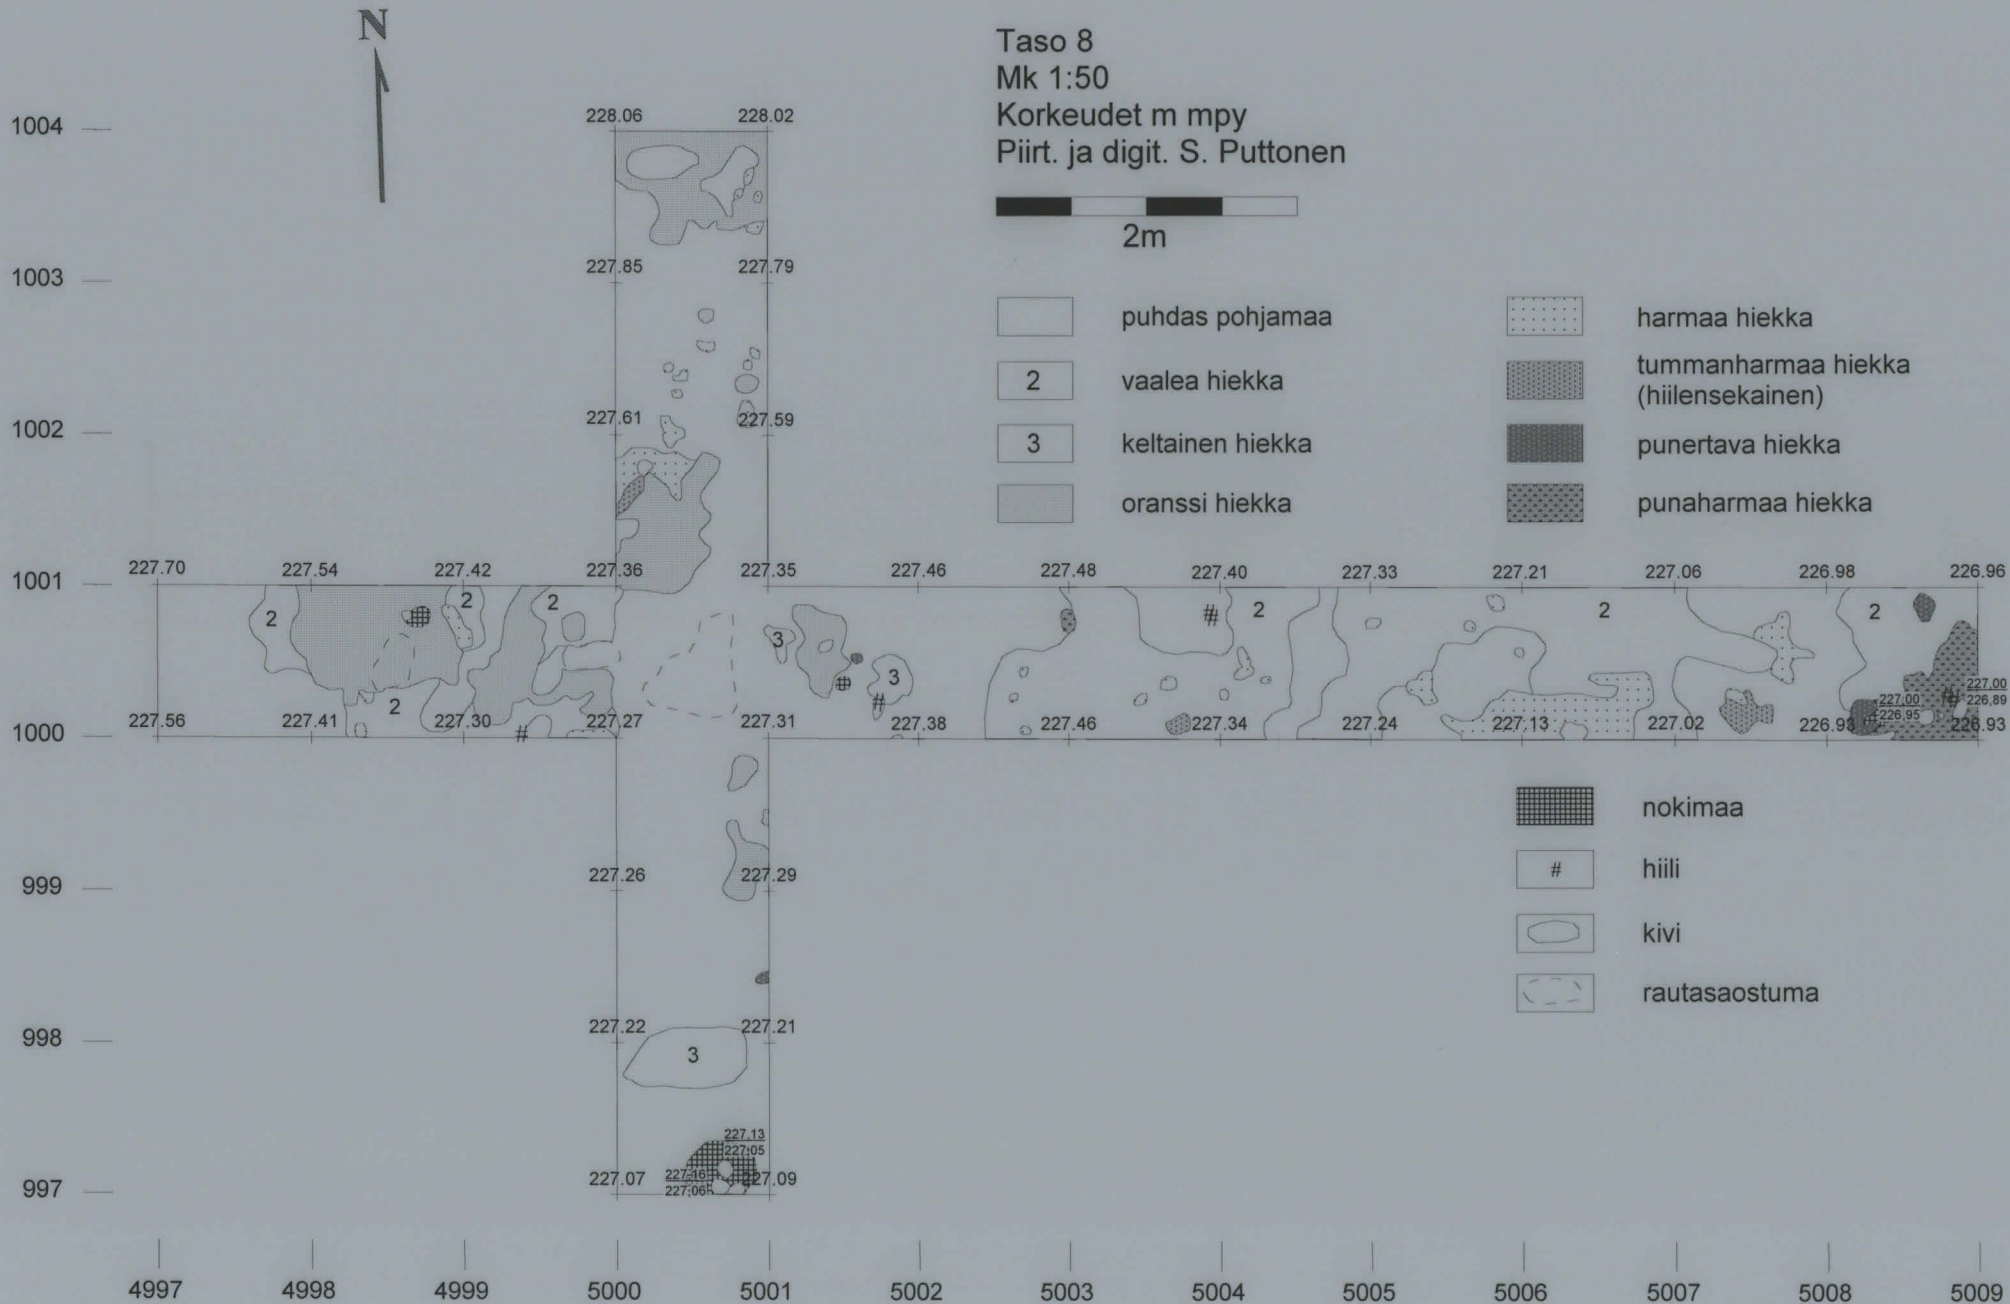 N
Taso 8
Mk 1:50
Korkeudet m mpy
Piirt. ja digit. S. Puttonen
2m
puhdas pohjamaa
2 vaalea hiekka
3 keltainen hiekka
oranssi hiekka
harmaa hiekka
tummanharmaa hiekka
(hiilensekainen)
punertava hiekka
punaharmaa hiekka
nokimaa
# hiili
kivi
rautasaostuma
1004 228.06 228.02
1003 227.85 227.79
1002 227.61 227.59
1001 227.70 227.54 227.42 227.36 227.35 227.46 227.48 227.40 227.33 227.21 227.06 226.98 226.96
2 2 2 # 2 2 2
3
2 3 # #
227.00 227.00
226.95 226.89
1000 227.56 227.41 227.30 # 227.27 227.31 227.38 227.46 227.34 227.24 227.13 227.02 226.93 # 226.93
999 227.26 227.29
998 227.22 227.21
3
227.13
227.05
227.16
227.06
997 227.07 227.09
4997 4998 4999 5000 5001 5002 5003 5004 5005 5006 5007 5008 5009